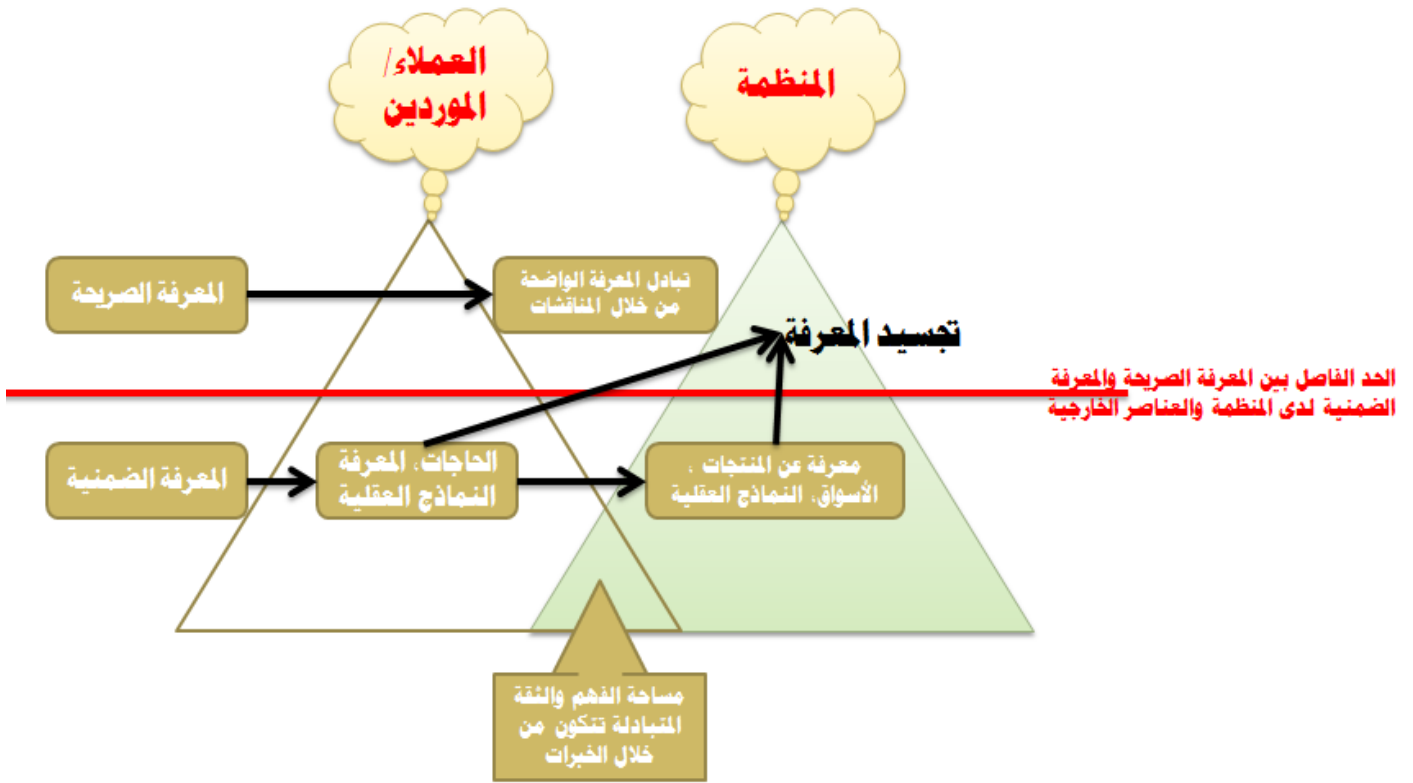 العملاء/
الموردين
المنظمة
المعرفة الصريحة
تبادل المعرفة الواضحة
من خلال المناقشات
تجسيد المعرفة
الحد الفاصل بين المعرفة الصريحة والمعرفة
الضمنية لدى المنظمة والعناصر الخارجية
المعرفة الضمنية
الحاجات، المعرفة
النماذج العقلية
معرفة عن المنتجات ،
الأسواق، النماذج العقلية
مساحة الفهم والثقة
المتبادلة تتكون من
خلال الخبرات